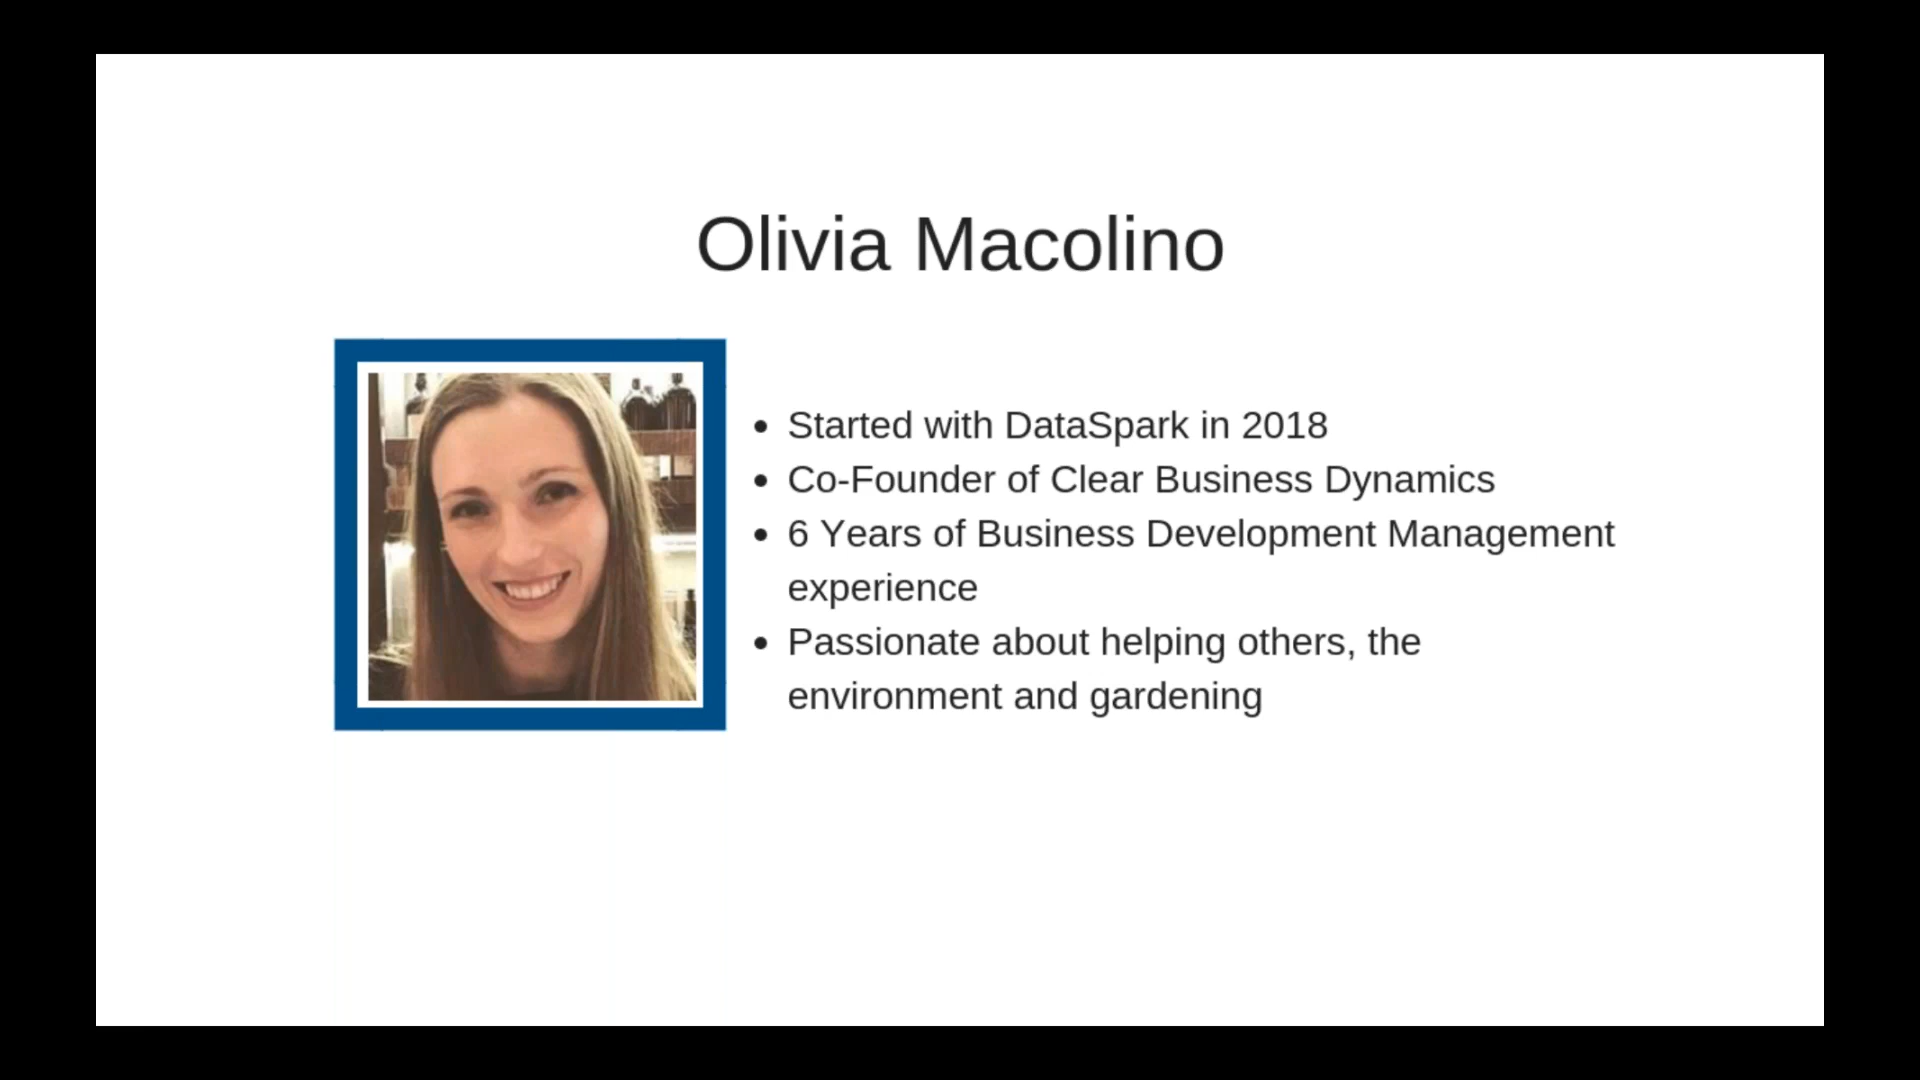 Olivia Macolino
• Started with DataSpark in 2018
• Co-Founder of Clear Business Dynamics
• 6 Years of Business Development Management
experience
• Passionate about helping others, the
environment and gardening